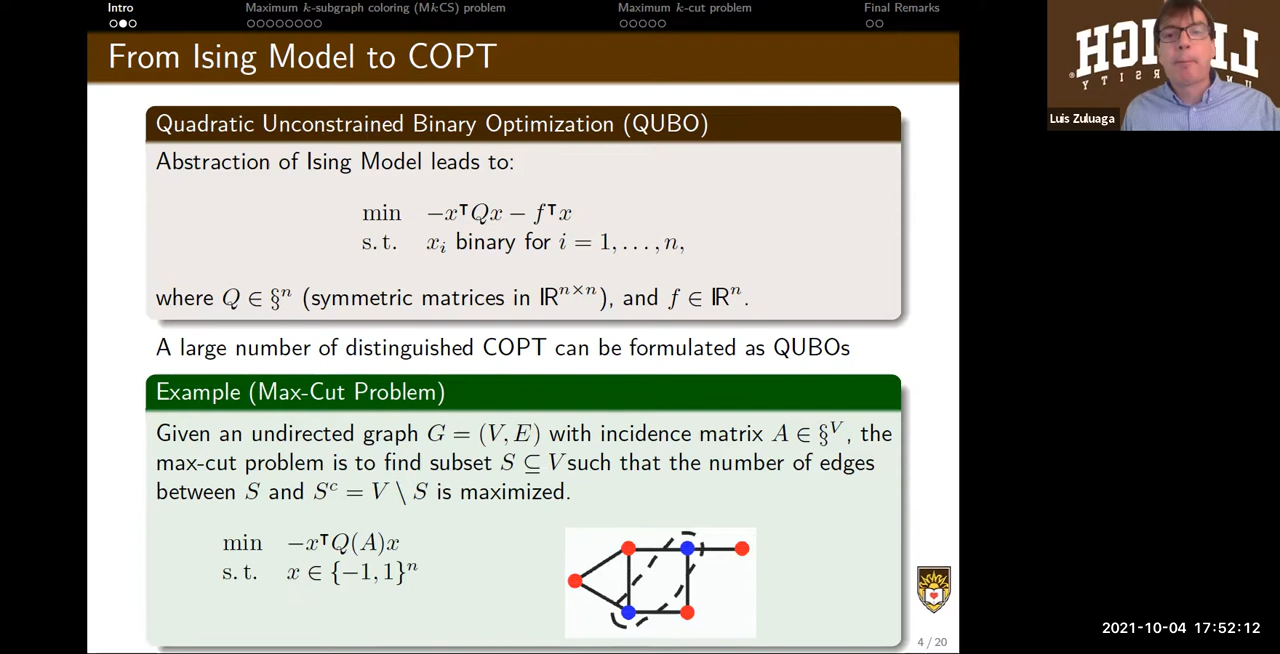 Intro
Maximum k-subgraph coloring (MkCS) problem
Maximum k-cut problem
Final Remarks
From Ising Model to COPT
Quadratic Unconstrained Binary Optimization (QUBO)
Abstraction of Ising Model leads to:
min −x⊤Qx − f⊤x
s.t. xᵢ binary for i = 1, . . . , n,
where Q ∈ §ⁿ (symmetric matrices in ℝⁿˣⁿ), and f ∈ ℝⁿ.
A large number of distinguished COPT can be formulated as QUBOs
Example (Max-Cut Problem)
Given an undirected graph G = (V, E) with incidence matrix A ∈ §ⱽ, the
max-cut problem is to find subset S ⊆ V such that the number of edges
between S and Sᶜ = V \ S is maximized.
min −x⊤Q(A)x
s.t. x ∈ {−1, 1}ⁿ
4 / 20
LEHIGH
UNIVERSITY
Luis Zuluaga
2021-10-04 17:52:12